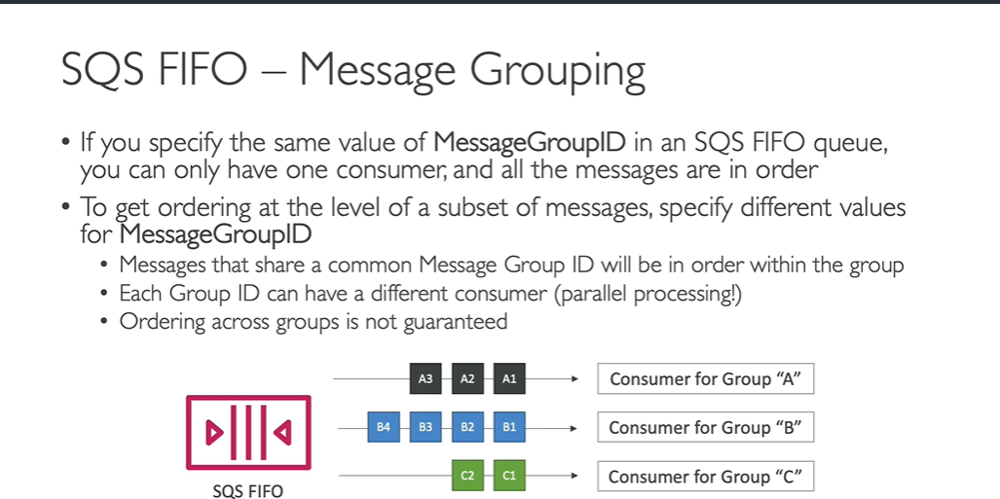 SQS FIFO – Message Grouping
• If you specify the same value of MessageGroupID in an SQS FIFO queue,
you can only have one consumer, and all the messages are in order
• To get ordering at the level of a subset of messages, specify different values
for MessageGroupID
• Messages that share a common Message Group ID will be in order within the group
• Each Group ID can have a different consumer (parallel processing!)
• Ordering across groups is not guaranteed
A3 A2 A1 Consumer for Group “A”
B4 B3 B2 B1 Consumer for Group “B”
C2 C1 Consumer for Group “C”
SQS FIFO